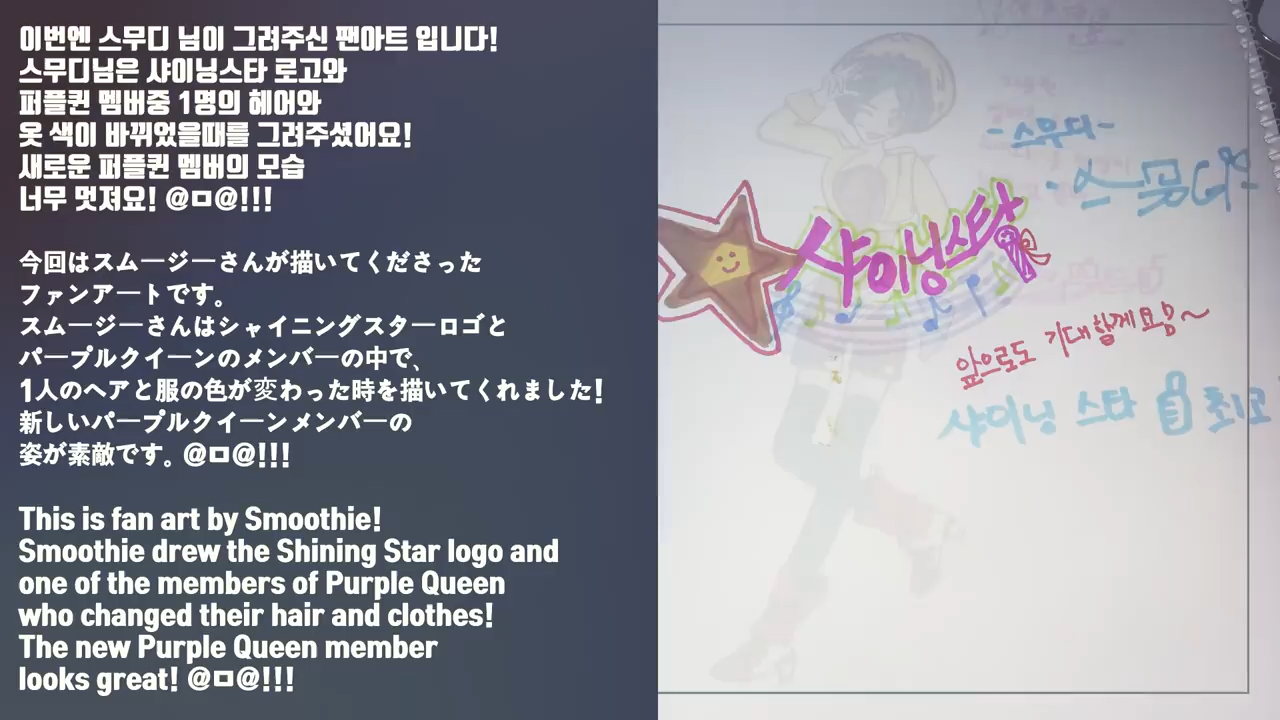 이번엔 스무디 님이 그려주신 팬아트 입니다!
스무디님은 샤이닝스타 로고와
퍼플퀸 멤버중 1명의 헤어와
옷 색이 바뀌었을때를 그려주셨어요!
새로운 퍼플퀸 멤버의 모습
너무 멋져요! @ㅁ@!!!
今回はスムージーさんが描いてくださった
ファンアートです。
スムージーさんはシャイニングスターロゴと
パープルクイーンのメンバーの中で、
1人のヘアと服の色が変わった時を描いてくれました!
新しいパープルクイーンメンバーの
姿が素敵です。@ロ@!!!
This is fan art by Smoothie!
Smoothie drew the Shining Star logo and
one of the members of Purple Queen
who changed their hair and clothes!
The new Purple Queen member
looks great! @ㅁ@!!!
-스무디-
샤이닝스타
앞으로도 기대할게요~
샤이닝 스타 최고